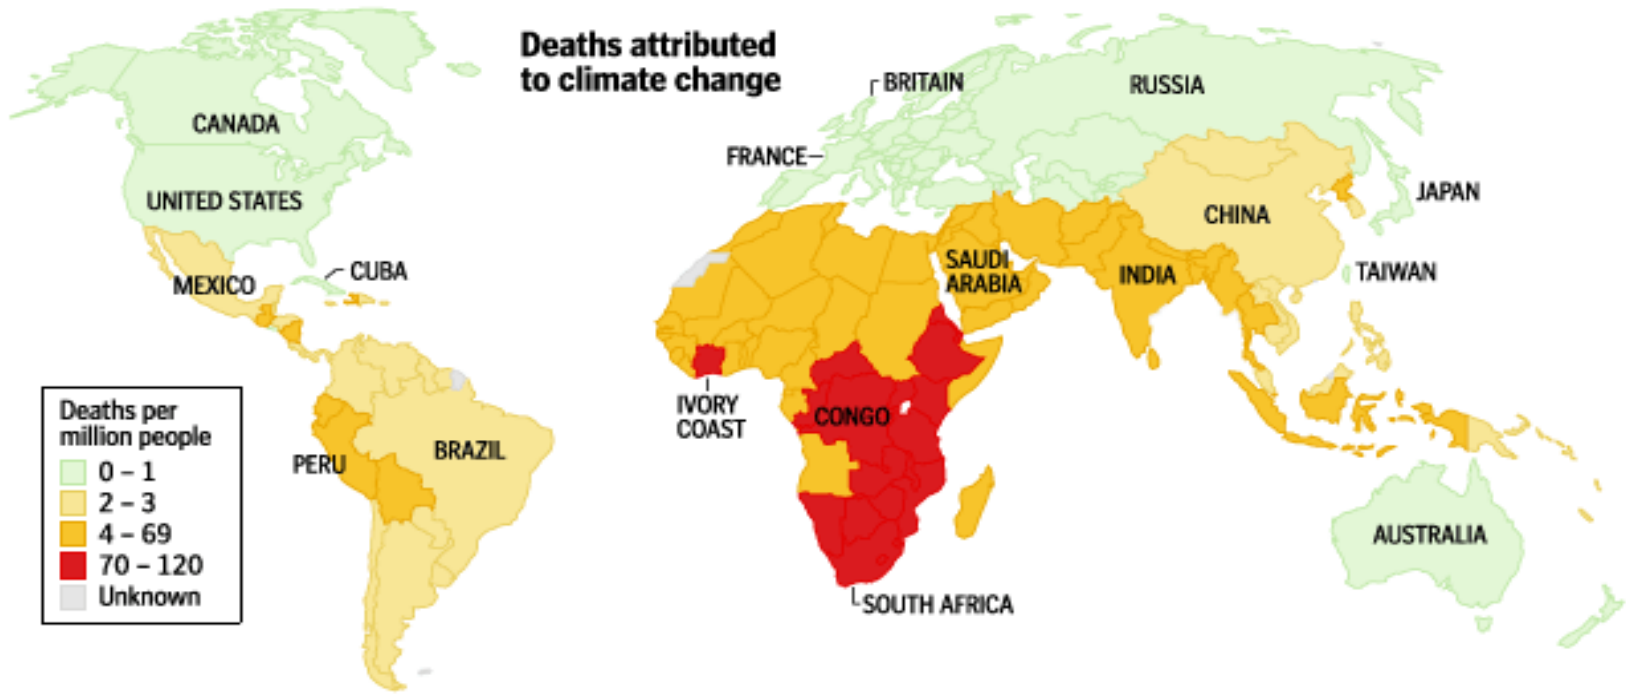 Deaths attributed
to climate change
BRITAIN
RUSSIA
CANADA
FRANCE
UNITED STATES
JAPAN
CHINA
CUBA
MEXICO
SAUDI
ARABIA
INDIA
TAIWAN
IVORY
COAST
CONGO
PERU
BRAZIL
AUSTRALIA
SOUTH AFRICA
Deaths per
million people
0 – 1
2 – 3
4 – 69
70 – 120
Unknown